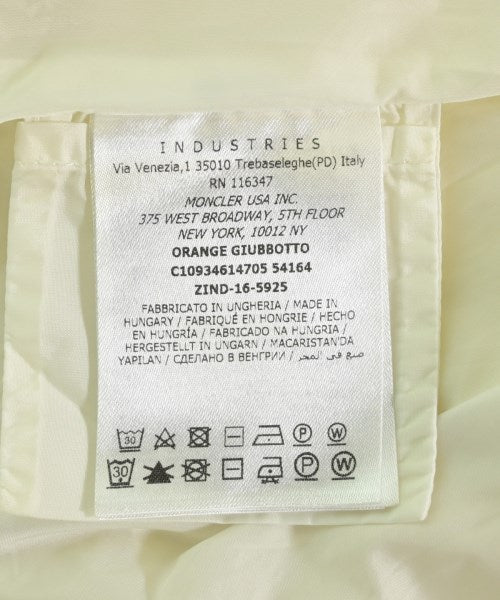 INDUSTRIES
Via Venezia,1 35010 Trebaseleghe(PD) Italy
RN 116347
MONCLER USA INC.
375 WEST BROADWAY, 5TH FLOOR
NEW YORK, 10012 NY
ORANGE GIUBBOTTO
C10934614705 54164
ZIND-16-5925
FABBRICATO IN UNGHERIA / MADE IN
HUNGARY / FABRIQUÉ EN HONGRIE / HECHO
EN HUNGRÍA / FABRICADO NA HUNGRIA /
HERGESTELLT IN UNGARN / MACARISTAN'DA
YAPILAN / СДЕЛАНО В ВЕНГРИИ / صنع في المجر
30 P W
30 P W